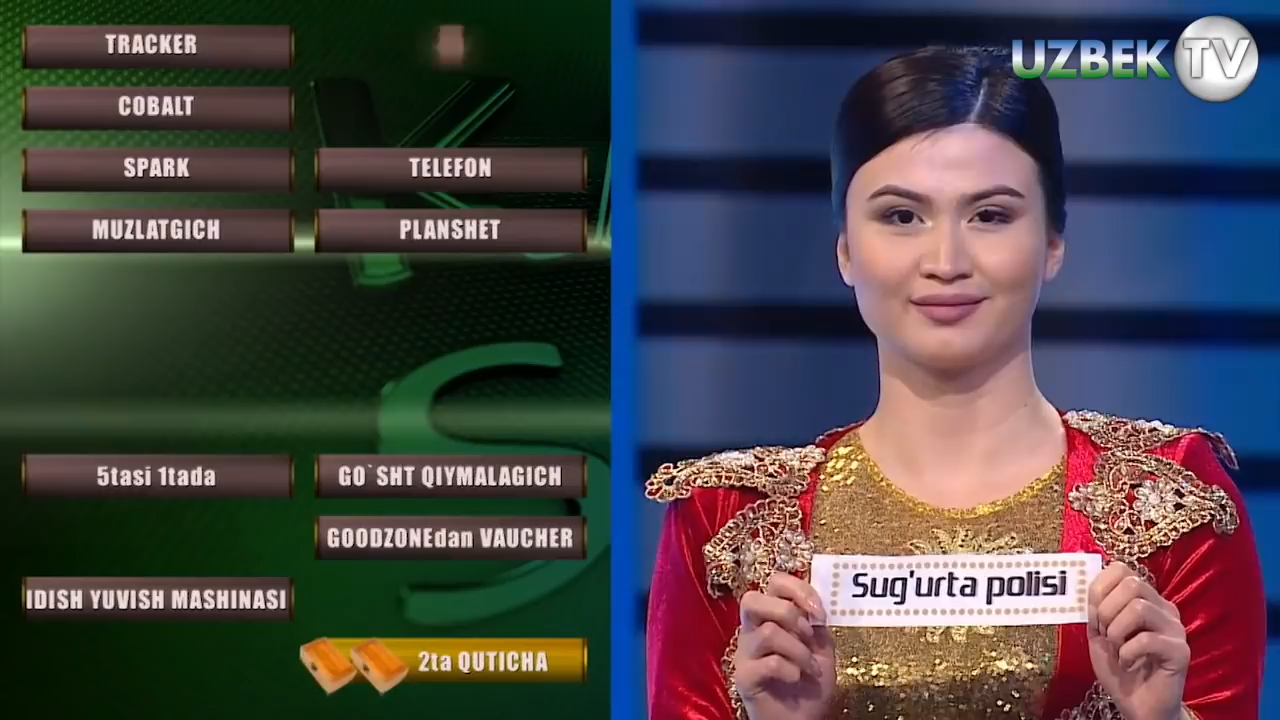 TRACKER
COBALT
SPARK
TELEFON
MUZLATGICH
PLANSHET
5tasi 1tada
GO`SHT QIYMALAGICH
GOODZONEdan VAUCHER
IDISH YUVISH MASHINASI
2ta QUTICHA
UZBEK TV
Sug'urta polisi